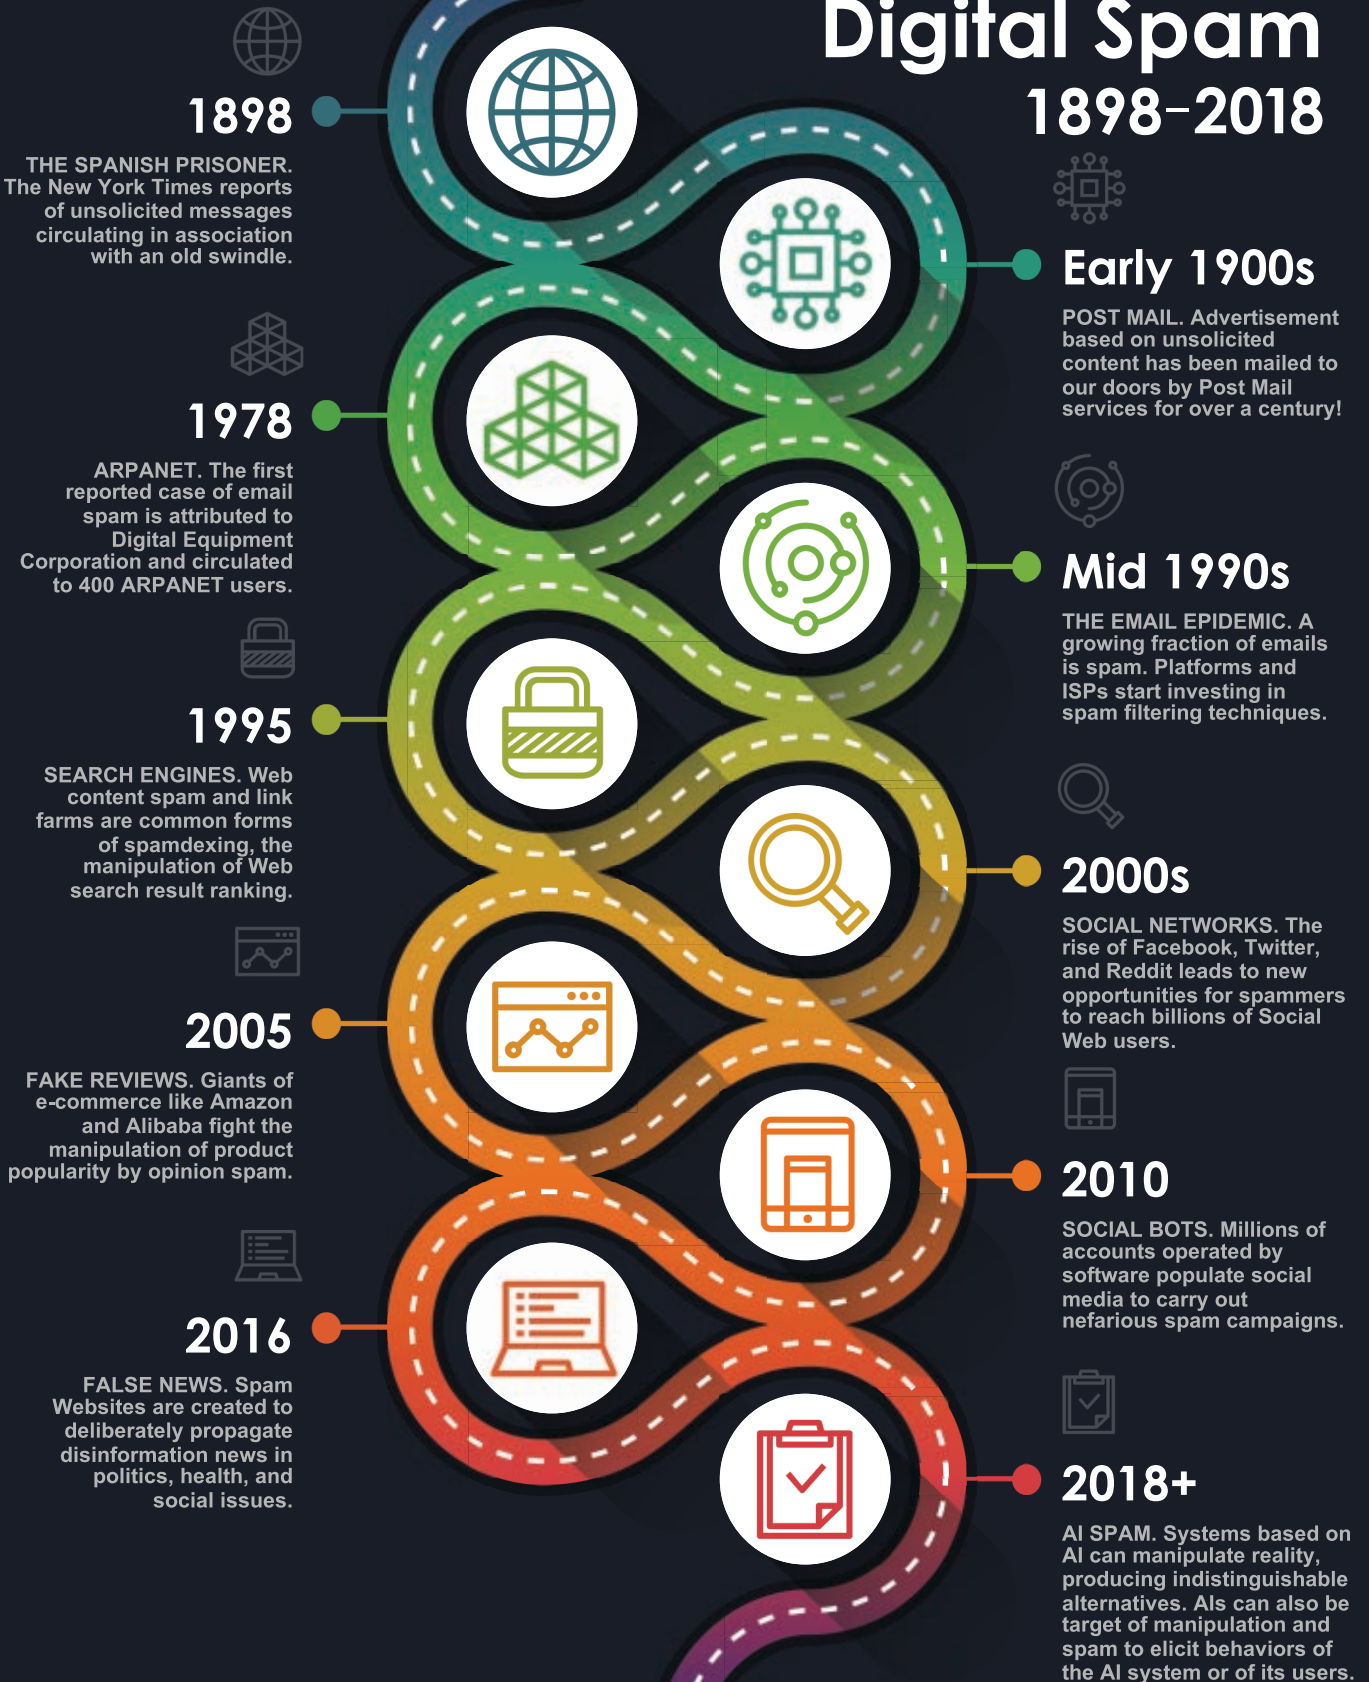 Digital Spam
1898–2018
1898
THE SPANISH PRISONER.
The New York Times reports
of unsolicited messages
circulating in association
with an old swindle.
Early 1900s
POST MAIL. Advertisement
based on unsolicited
content has been mailed to
our doors by Post Mail
services for over a century!
1978
ARPANET. The first
reported case of email
spam is attributed to
Digital Equipment
Corporation and circulated
to 400 ARPANET users.
Mid 1990s
THE EMAIL EPIDEMIC. A
growing fraction of emails
is spam. Platforms and
ISPs start investing in
spam filtering techniques.
1995
SEARCH ENGINES. Web
content spam and link
farms are common forms
of spamdexing, the
manipulation of Web
search result ranking.
2000s
SOCIAL NETWORKS. The
rise of Facebook, Twitter,
and Reddit leads to new
opportunities for spammers
to reach billions of Social
Web users.
2005
FAKE REVIEWS. Giants of
e-commerce like Amazon
and Alibaba fight the
manipulation of product
popularity by opinion spam.
2010
SOCIAL BOTS. Millions of
accounts operated by
software populate social
media to carry out
nefarious spam campaigns.
2016
FALSE NEWS. Spam
Websites are created to
deliberately propagate
disinformation news in
politics, health, and
social issues.
2018+
AI SPAM. Systems based on
AI can manipulate reality,
producing indistinguishable
alternatives. AIs can also be
target of manipulation and
spam to elicit behaviors of
the AI system or of its users.